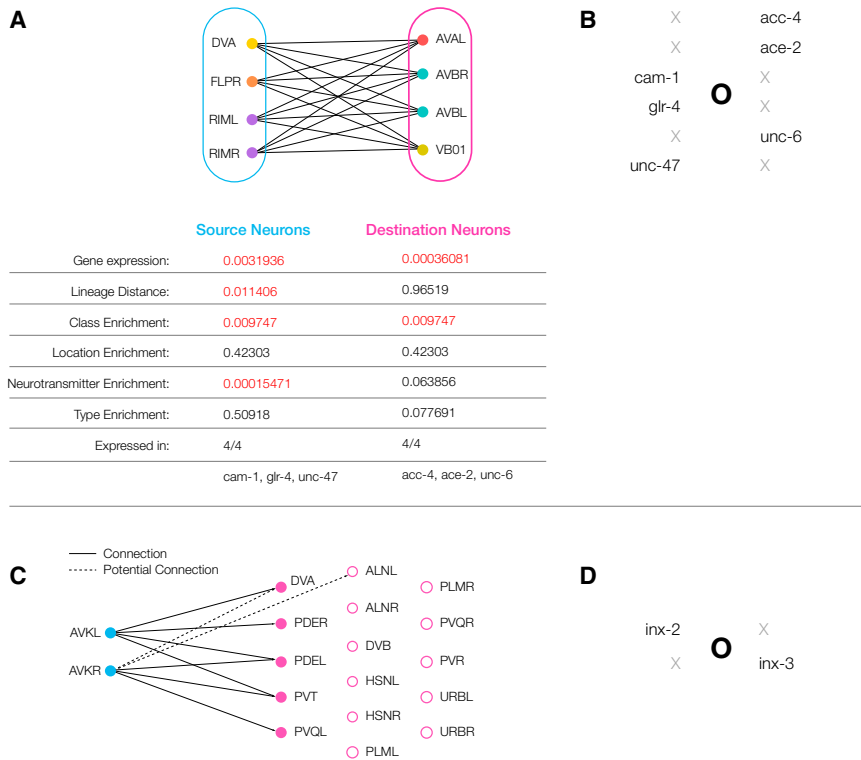 A
DVA
FLPR
RIML
RIMR
AVAL
AVBR
AVBL
VB01
B
X acc-4
X ace-2
cam-1 X
glr-4 X
O
X unc-6
unc-47 X
Source Neurons Destination Neurons
Gene expression: 0.0031936 0.00036081
Lineage Distance: 0.011406 0.96519
Class Enrichment: 0.009747 0.009747
Location Enrichment: 0.42303 0.42303
Neurotransmitter Enrichment: 0.00015471 0.063856
Type Enrichment: 0.50918 0.077691
Expressed in: 4/4 4/4
cam-1, glr-4, unc-47 acc-4, ace-2, unc-6
C
Connection
Potential Connection
AVKL
AVKR
DVA
PDER
PDEL
PVT
PVQL
ALNL
ALNR
DVB
HSNL
HSNR
PLML
PLMR
PVQR
PVR
URBL
URBR
D
inx-2 X
O
X inx-3